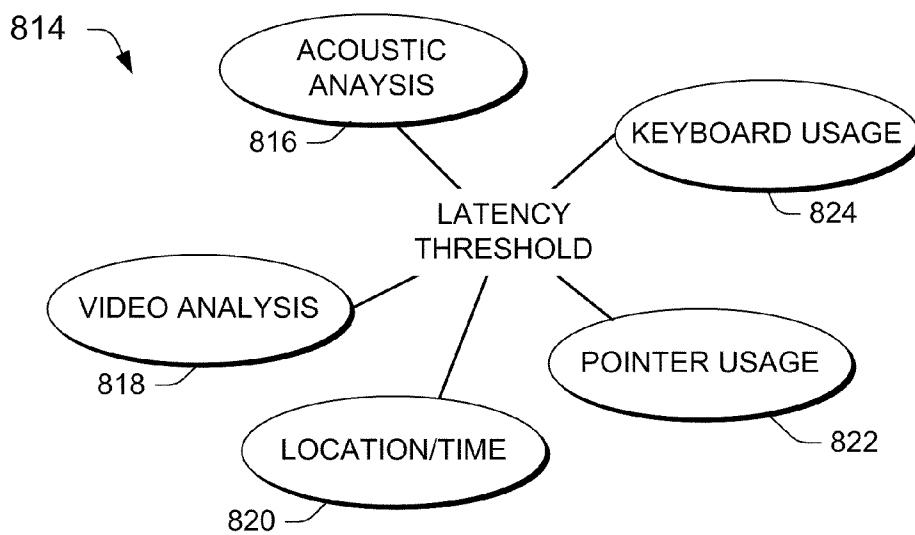 814
ACOUSTIC
ANAYSIS
816
KEYBOARD USAGE
824
LATENCY
THRESHOLD
VIDEO ANALYSIS
818
POINTER USAGE
822
LOCATION/TIME
820